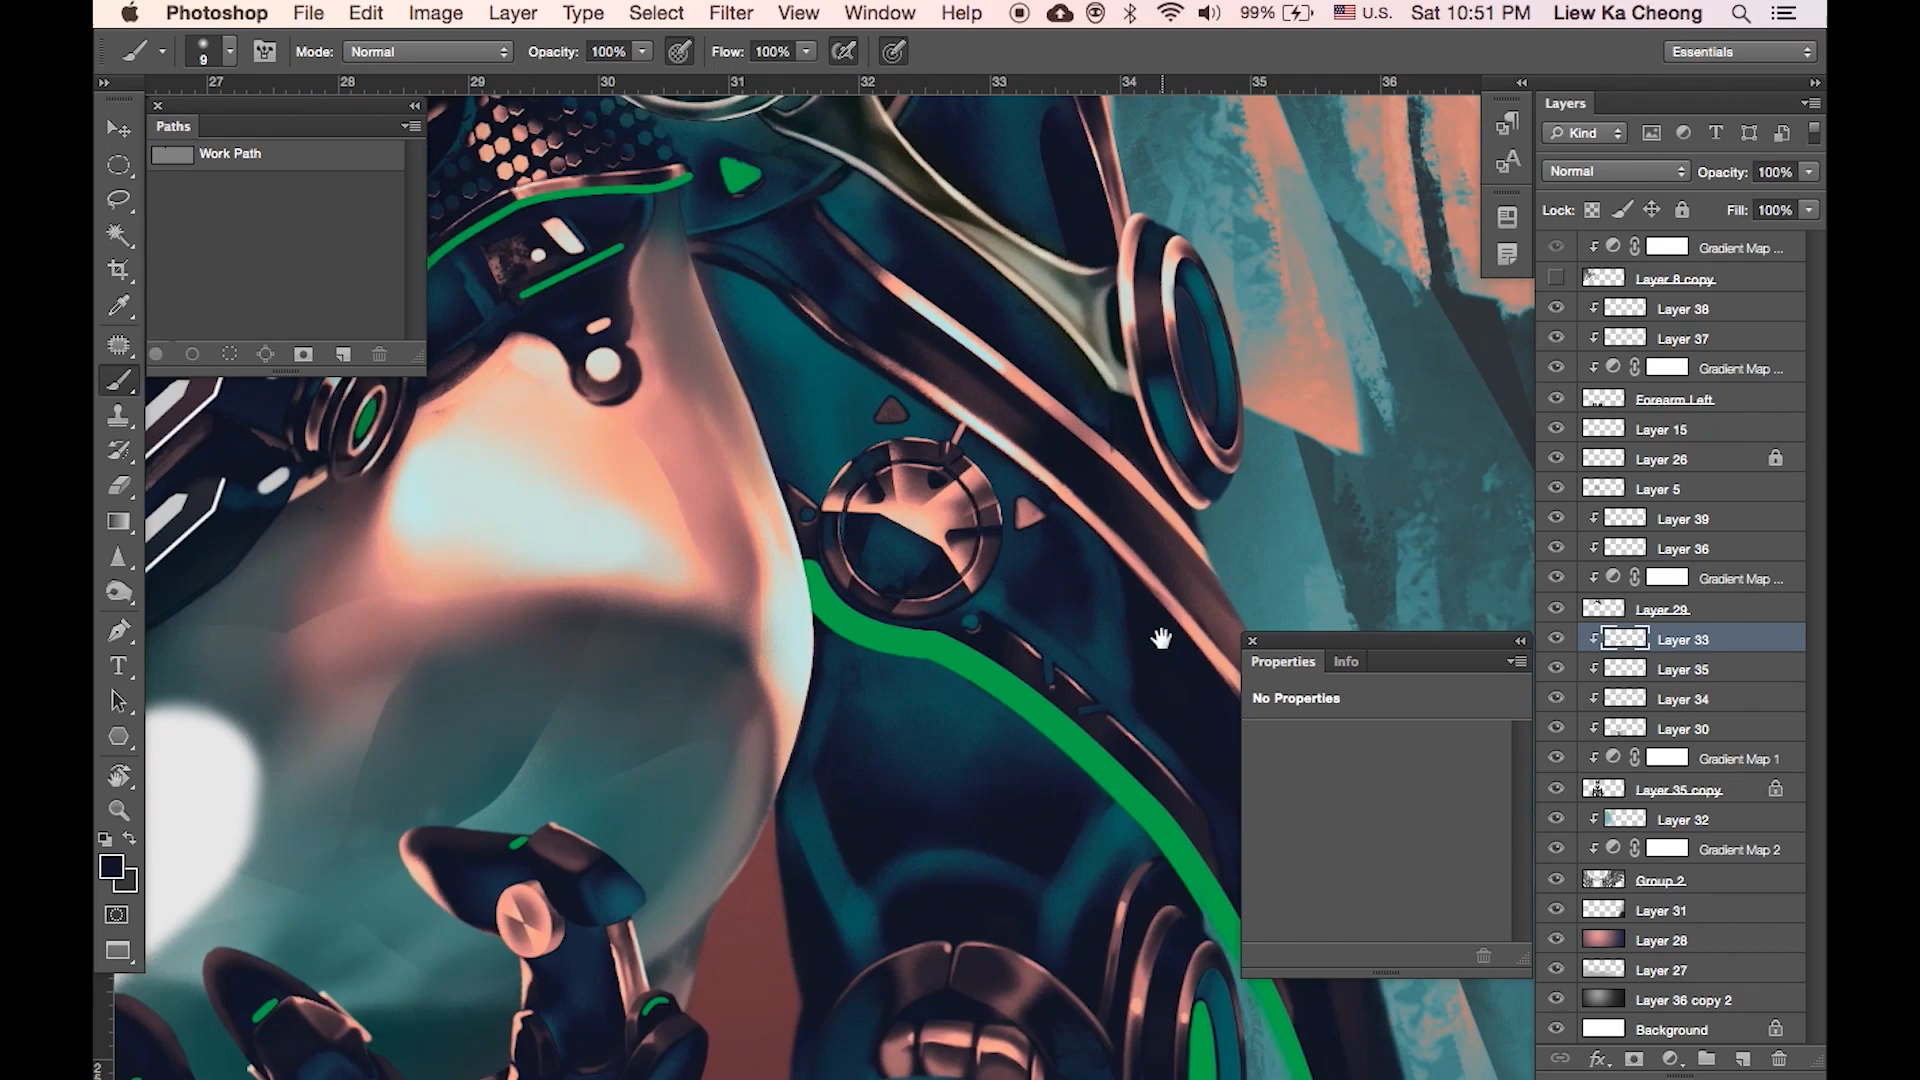 Photoshop File Edit Image Layer Type Select Filter View Window Help 99% U.S. Sat 10:51 PM Liew Ka Cheong
9 Mode: Normal Opacity: 100% Flow: 100% Essentials
27 28 29 30 31 32 33 34 35 36
Paths
Work Path
Layers
Kind
Normal Opacity: 100%
Lock: Fill: 100%
Gradient Map ...
Layer 8 copy
Layer 38
Layer 37
Gradient Map ...
Forearm Left
Layer 15
Layer 26
Layer 5
Layer 39
Layer 36
Gradient Map ...
Layer 29
Layer 33
Layer 35
Layer 34
Layer 30
Gradient Map 1
Layer 35 copy
Layer 32
Gradient Map 2
Group 2
Layer 31
Layer 28
Layer 27
Layer 36 copy 2
Background
Properties Info
No Properties